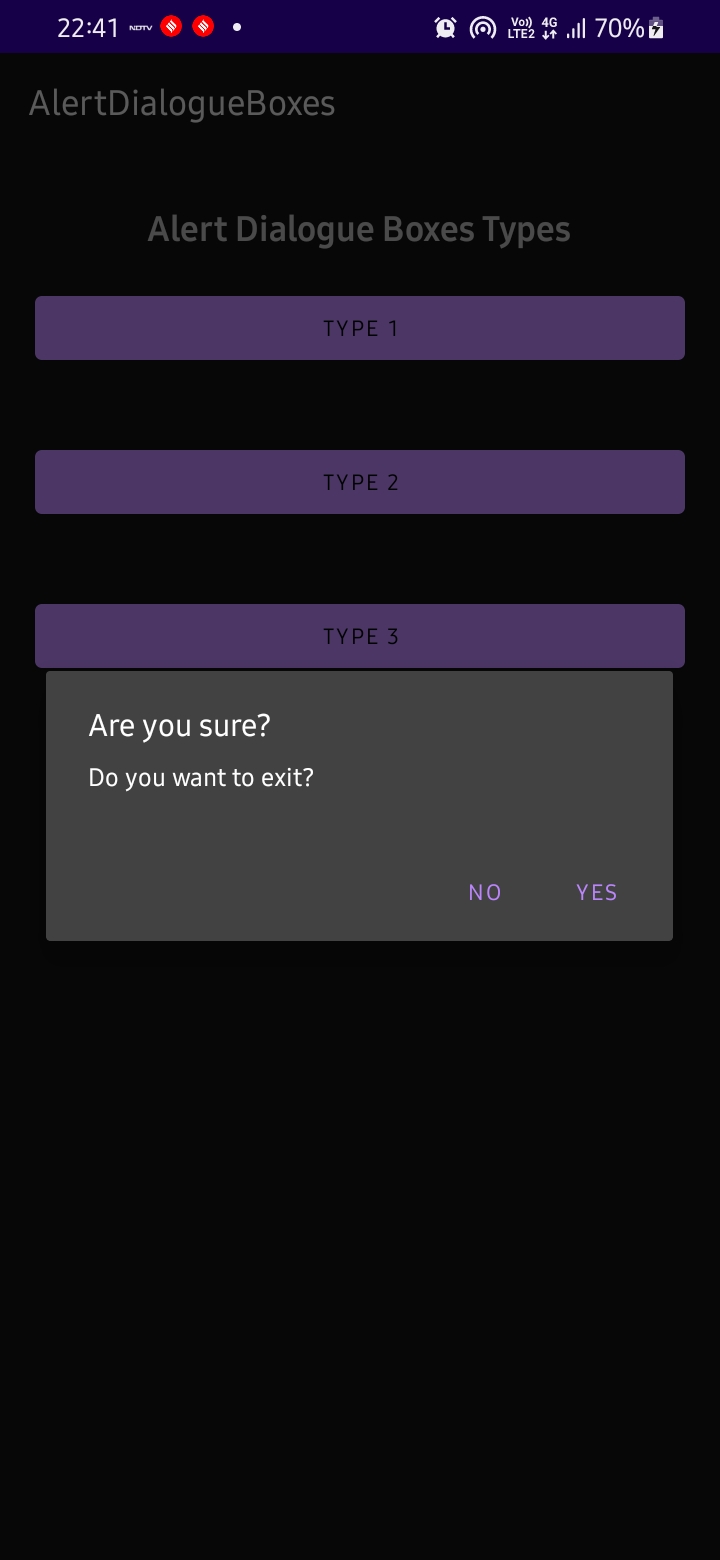 22:41 NDTV Vo)) LTE2 4G 70%
AlertDialogueBoxes
Alert Dialogue Boxes Types
TYPE 1
TYPE 2
TYPE 3
Are you sure?
Do you want to exit?
NO YES